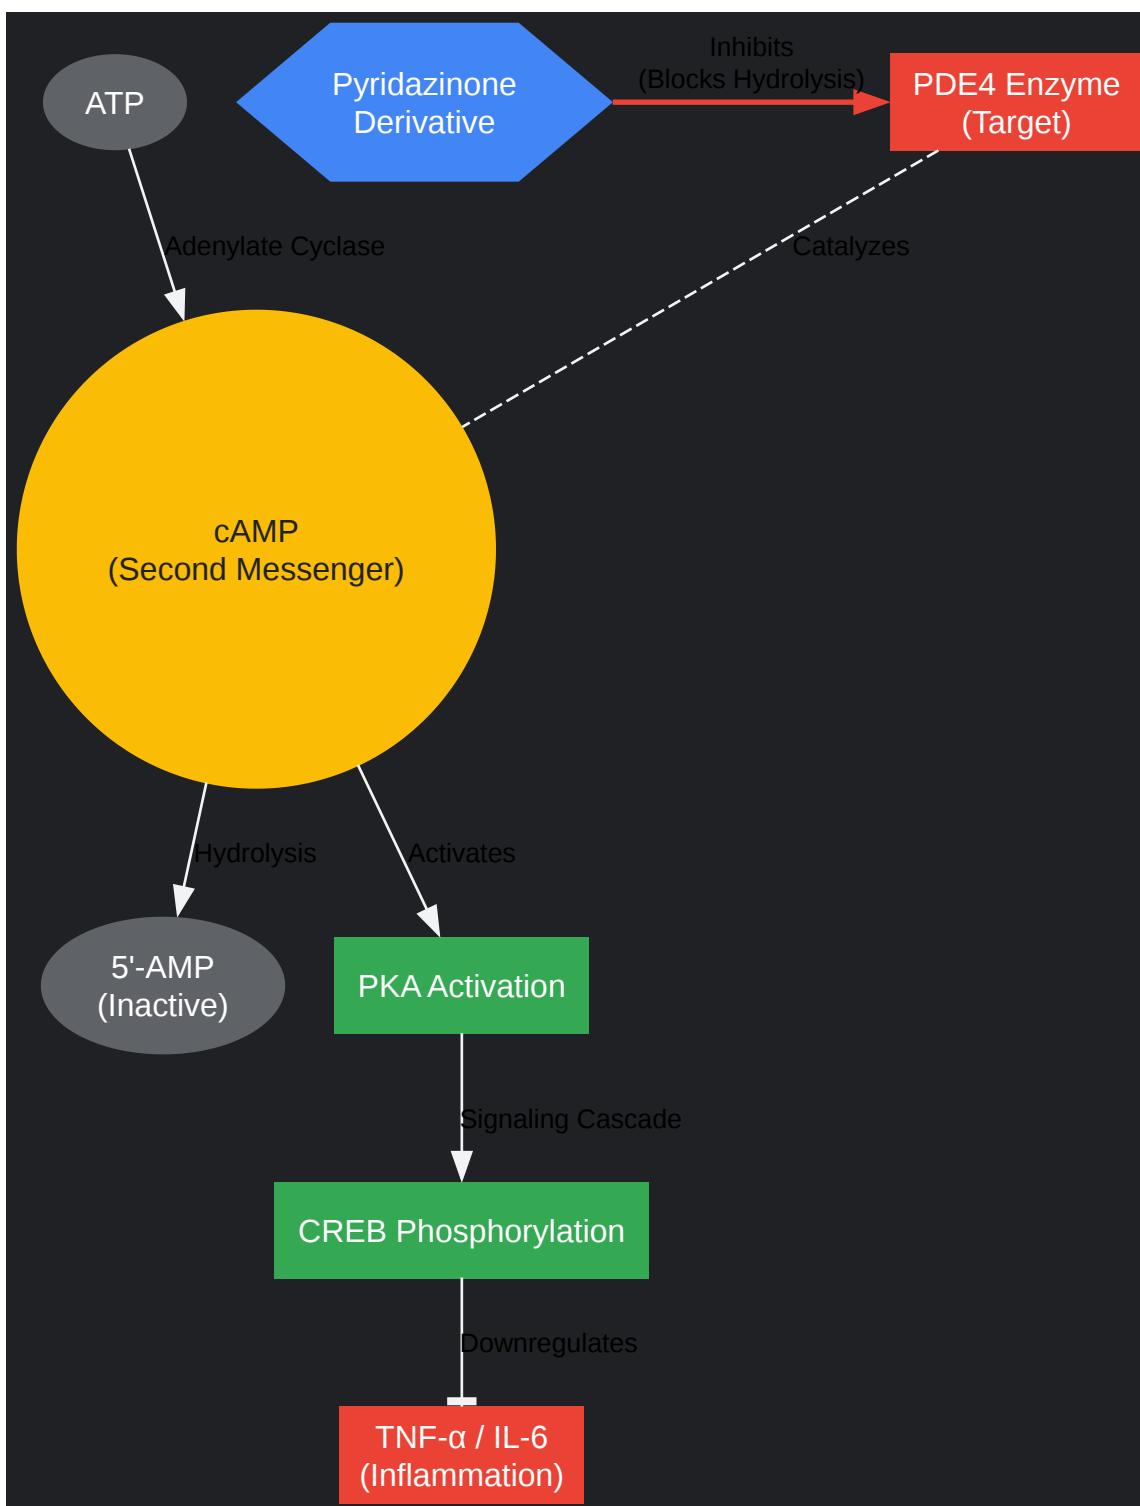 ATP
Pyridazinone
Derivative
Inhibits
(Blocks Hydrolysis)
PDE4 Enzyme
(Target)
Adenylate Cyclase
Catalyzes
cAMP
(Second Messenger)
Hydrolysis
Activates
5'-AMP
(Inactive)
PKA Activation
Signaling Cascade
CREB Phosphorylation
Downregulates
TNF-α / IL-6
(Inflammation)